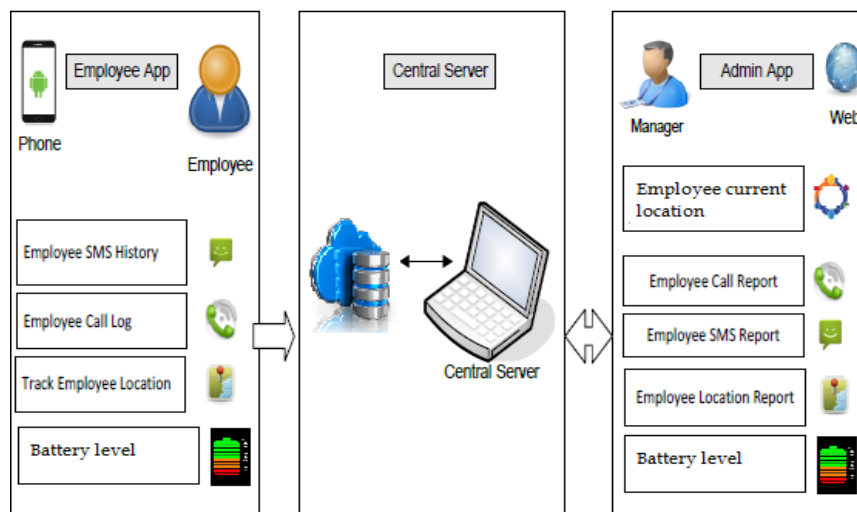 Employee App
Phone
Employee
Employee SMS History
Employee Call Log
Track Employee Location
Battery level
Central Server
Central Server
Admin App
Manager
Web
Employee current
location
Employee Call Report
Employee SMS Report
Employee Location Report
Battery level